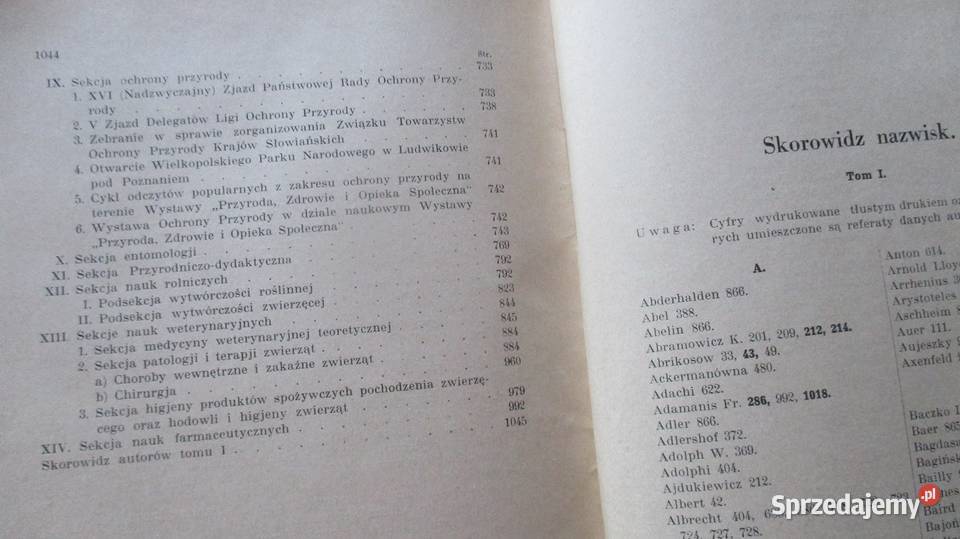 1044
Str.
IX. Sekcja ochrony przyrody 733
1. XVI (Nadzwyczajny) Zjazd Państwowej Rady Ochrony Przy-
rody 733
2. V Zjazd Delegatów Ligi Ochrony Przyrody 738
3. Zebranie w sprawie zorganizowania Związku Towarzystw
Ochrony Przyrody Krajów Słowiańskich 741
4. Otwarcie Wielkopolskiego Parku Narodowego w Ludwikowie
pod Poznaniem 741
5. Cykl odczytów popularnych z zakresu ochrony przyrody na
terenie Wystawy „Przyroda, Zdrowie i Opieka Społeczna" 742
6. Wystawa Ochrony Przyrody w dziale naukowym Wystawy
„Przyroda, Zdrowie i Opieka Społeczna" 742
X. Sekcja entomologji 743
XI. Sekcja Przyrodniczo-dydaktyczna 769
XII. Sekcja nauk rolniczych 792
I. Podsekcja wytwórczości roślinnej 792
II. Podsekcja wytwórczości zwierzęcej 823
XIII. Sekcje nauk weterynaryjnych 844
1. Sekcja medycyny weterynaryjnej teoretycznej 845
2. Sekcja patologji i terapji zwierząt 884
a) Choroby wewnętrzne i zakaźne zwierząt 884
b) Chirurgja 960
3. Sekcja higjeny produktów spożywczych pochodzenia zwierzę-
cego oraz hodowli i higjeny zwierząt 979
XIV. Sekcja nauk farmaceutycznych 992
Skorowidz autorów tomu I 1045
Skorowidz nazwisk.
Tom I.
Uwaga: Cyfry wydrukowane tłustym drukiem
rych umieszczone są referaty danych
A.
Abderhalden 866.
Abel 388.
Abelin 866.
Abramowicz K. 201, 209, 212, 214.
Abrikosow 33, 43, 49.
Ackermanówna 480.
Adachi 622.
Adamanis Fr. 286, 992, 1018.
Adler 866.
Adlershof 372.
Adolph W. 369.
Adolphi 404.
Ajdukiewicz 212.
Albert 42.
Albrecht 404,
724, 727, 728.
Anton 614.
Arnold
Arrhenius
Arystoteles
Aschheim
Auer 111.
Aujeszky
Axenfeld
Baczko
Baer 865
Bailly
Baird
Sprzedajemy.pl